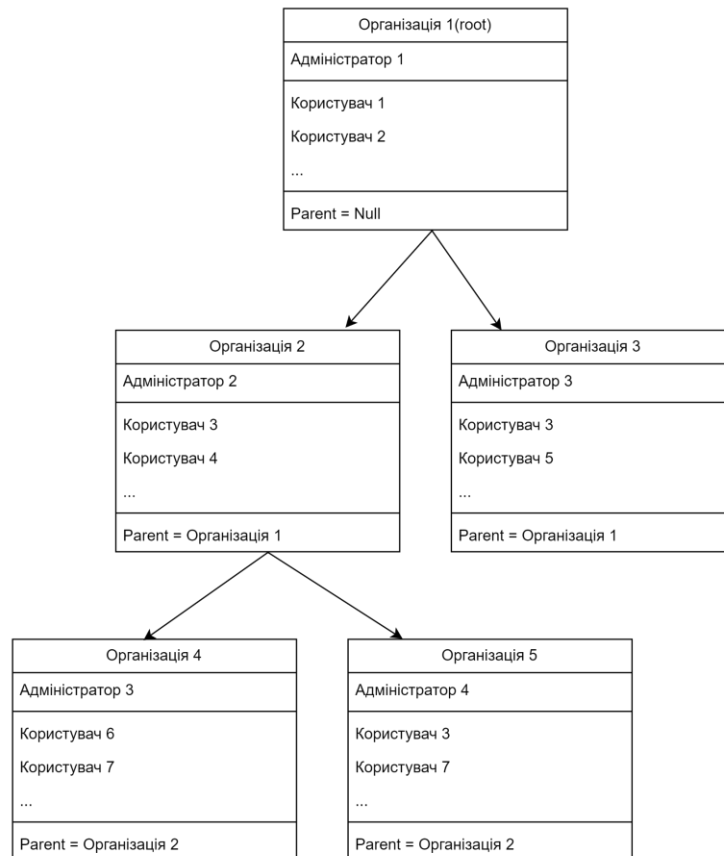 Організація 1(root)
Адміністратор 1
Користувач 1
Користувач 2
...
Parent = Null
Організація 2
Адміністратор 2
Користувач 3
Користувач 4
...
Parent = Організація 1
Організація 3
Адміністратор 3
Користувач 3
Користувач 5
...
Parent = Організація 1
Організація 4
Адміністратор 3
Користувач 6
Користувач 7
...
Parent = Організація 2
Організація 5
Адміністратор 4
Користувач 3
Користувач 7
...
Parent = Організація 2